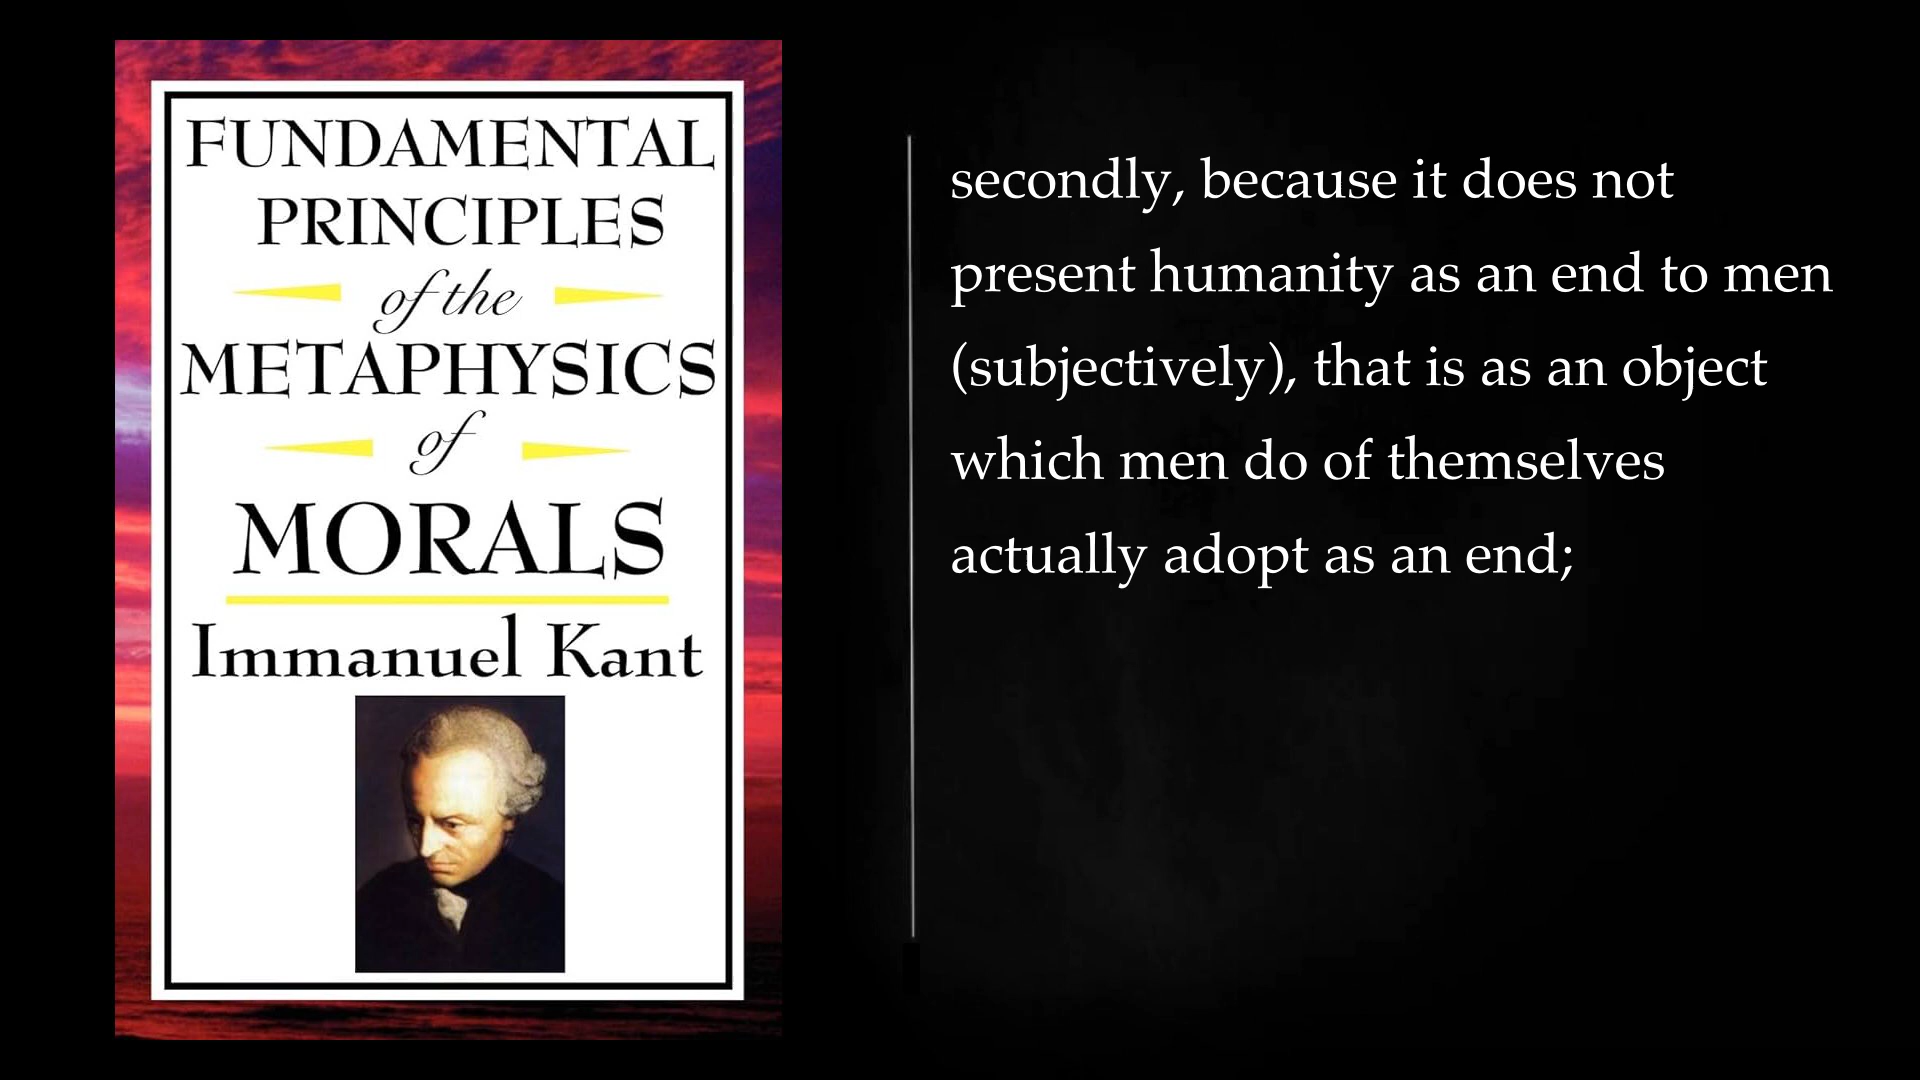 FUNDAMENTAL
PRINCIPLES
of the
METAPHYSICS
of
MORALS
Immanuel Kant
secondly, because it does not
present humanity as an end to men
(subjectively), that is as an object
which men do of themselves
actually adopt as an end;